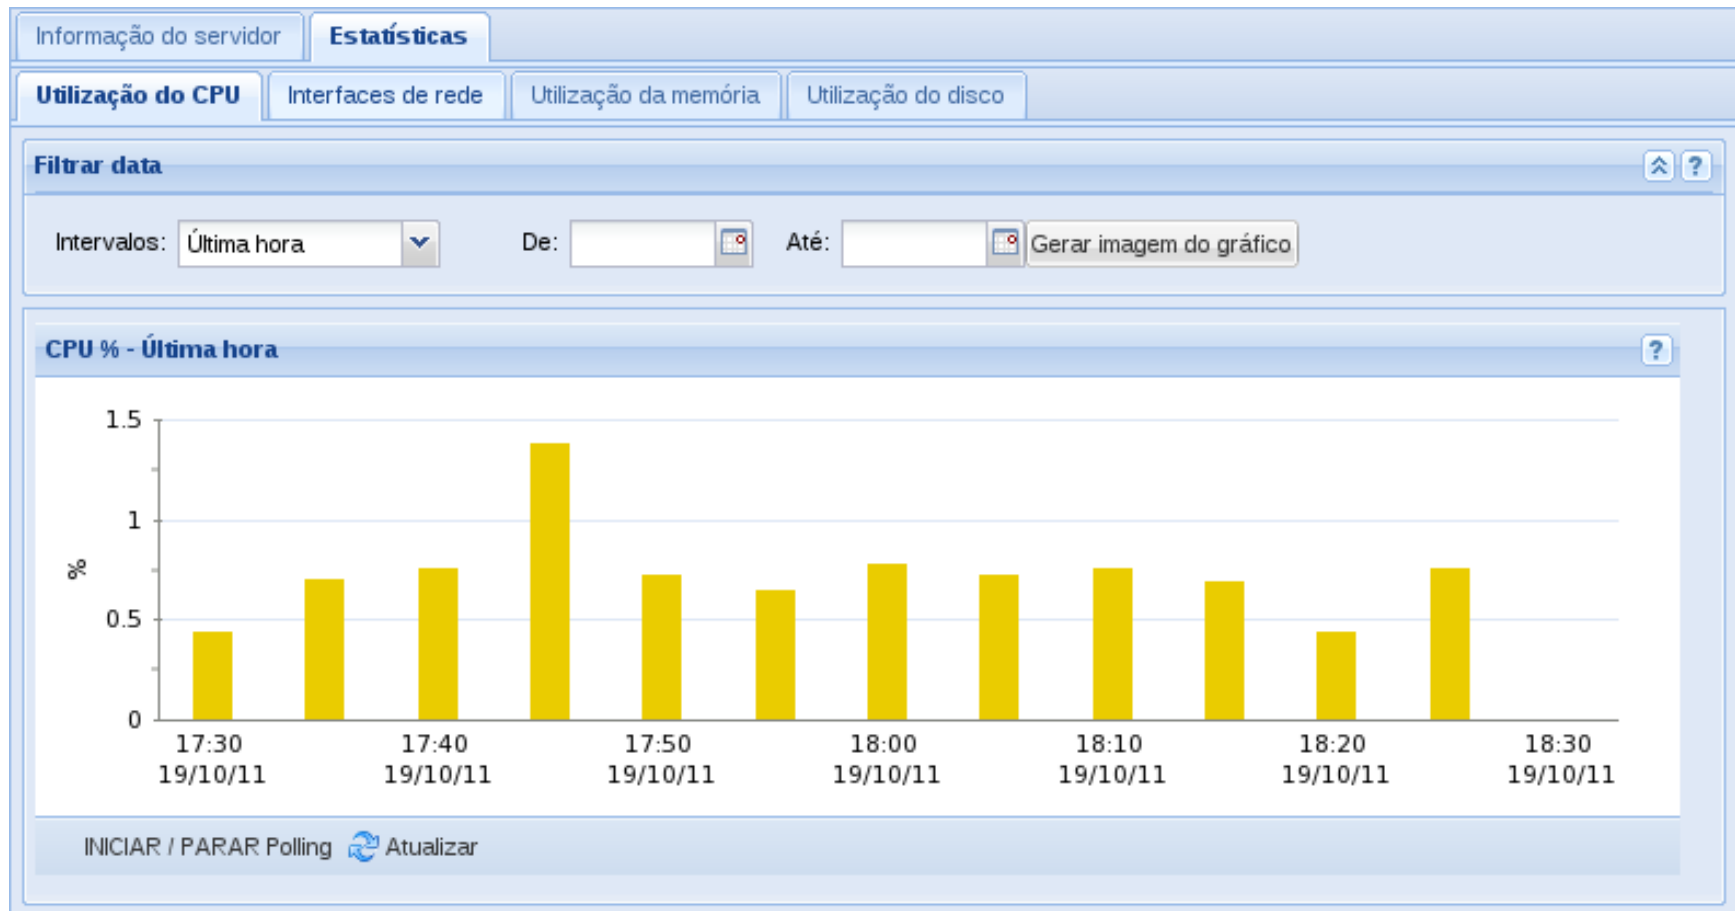 Informação do servidor Estatísticas
Utilização do CPU Interfaces de rede Utilização da memória Utilização do disco
Filtrar data ?
Intervalos: Última hora De: Até: Gerar imagem do gráfico
CPU % - Última hora ?
1.5
1
%
0.5
0
17:30 17:40 17:50 18:00 18:10 18:20 18:30
19/10/11 19/10/11 19/10/11 19/10/11 19/10/11 19/10/11 19/10/11
INICIAR / PARAR Polling Atualizar